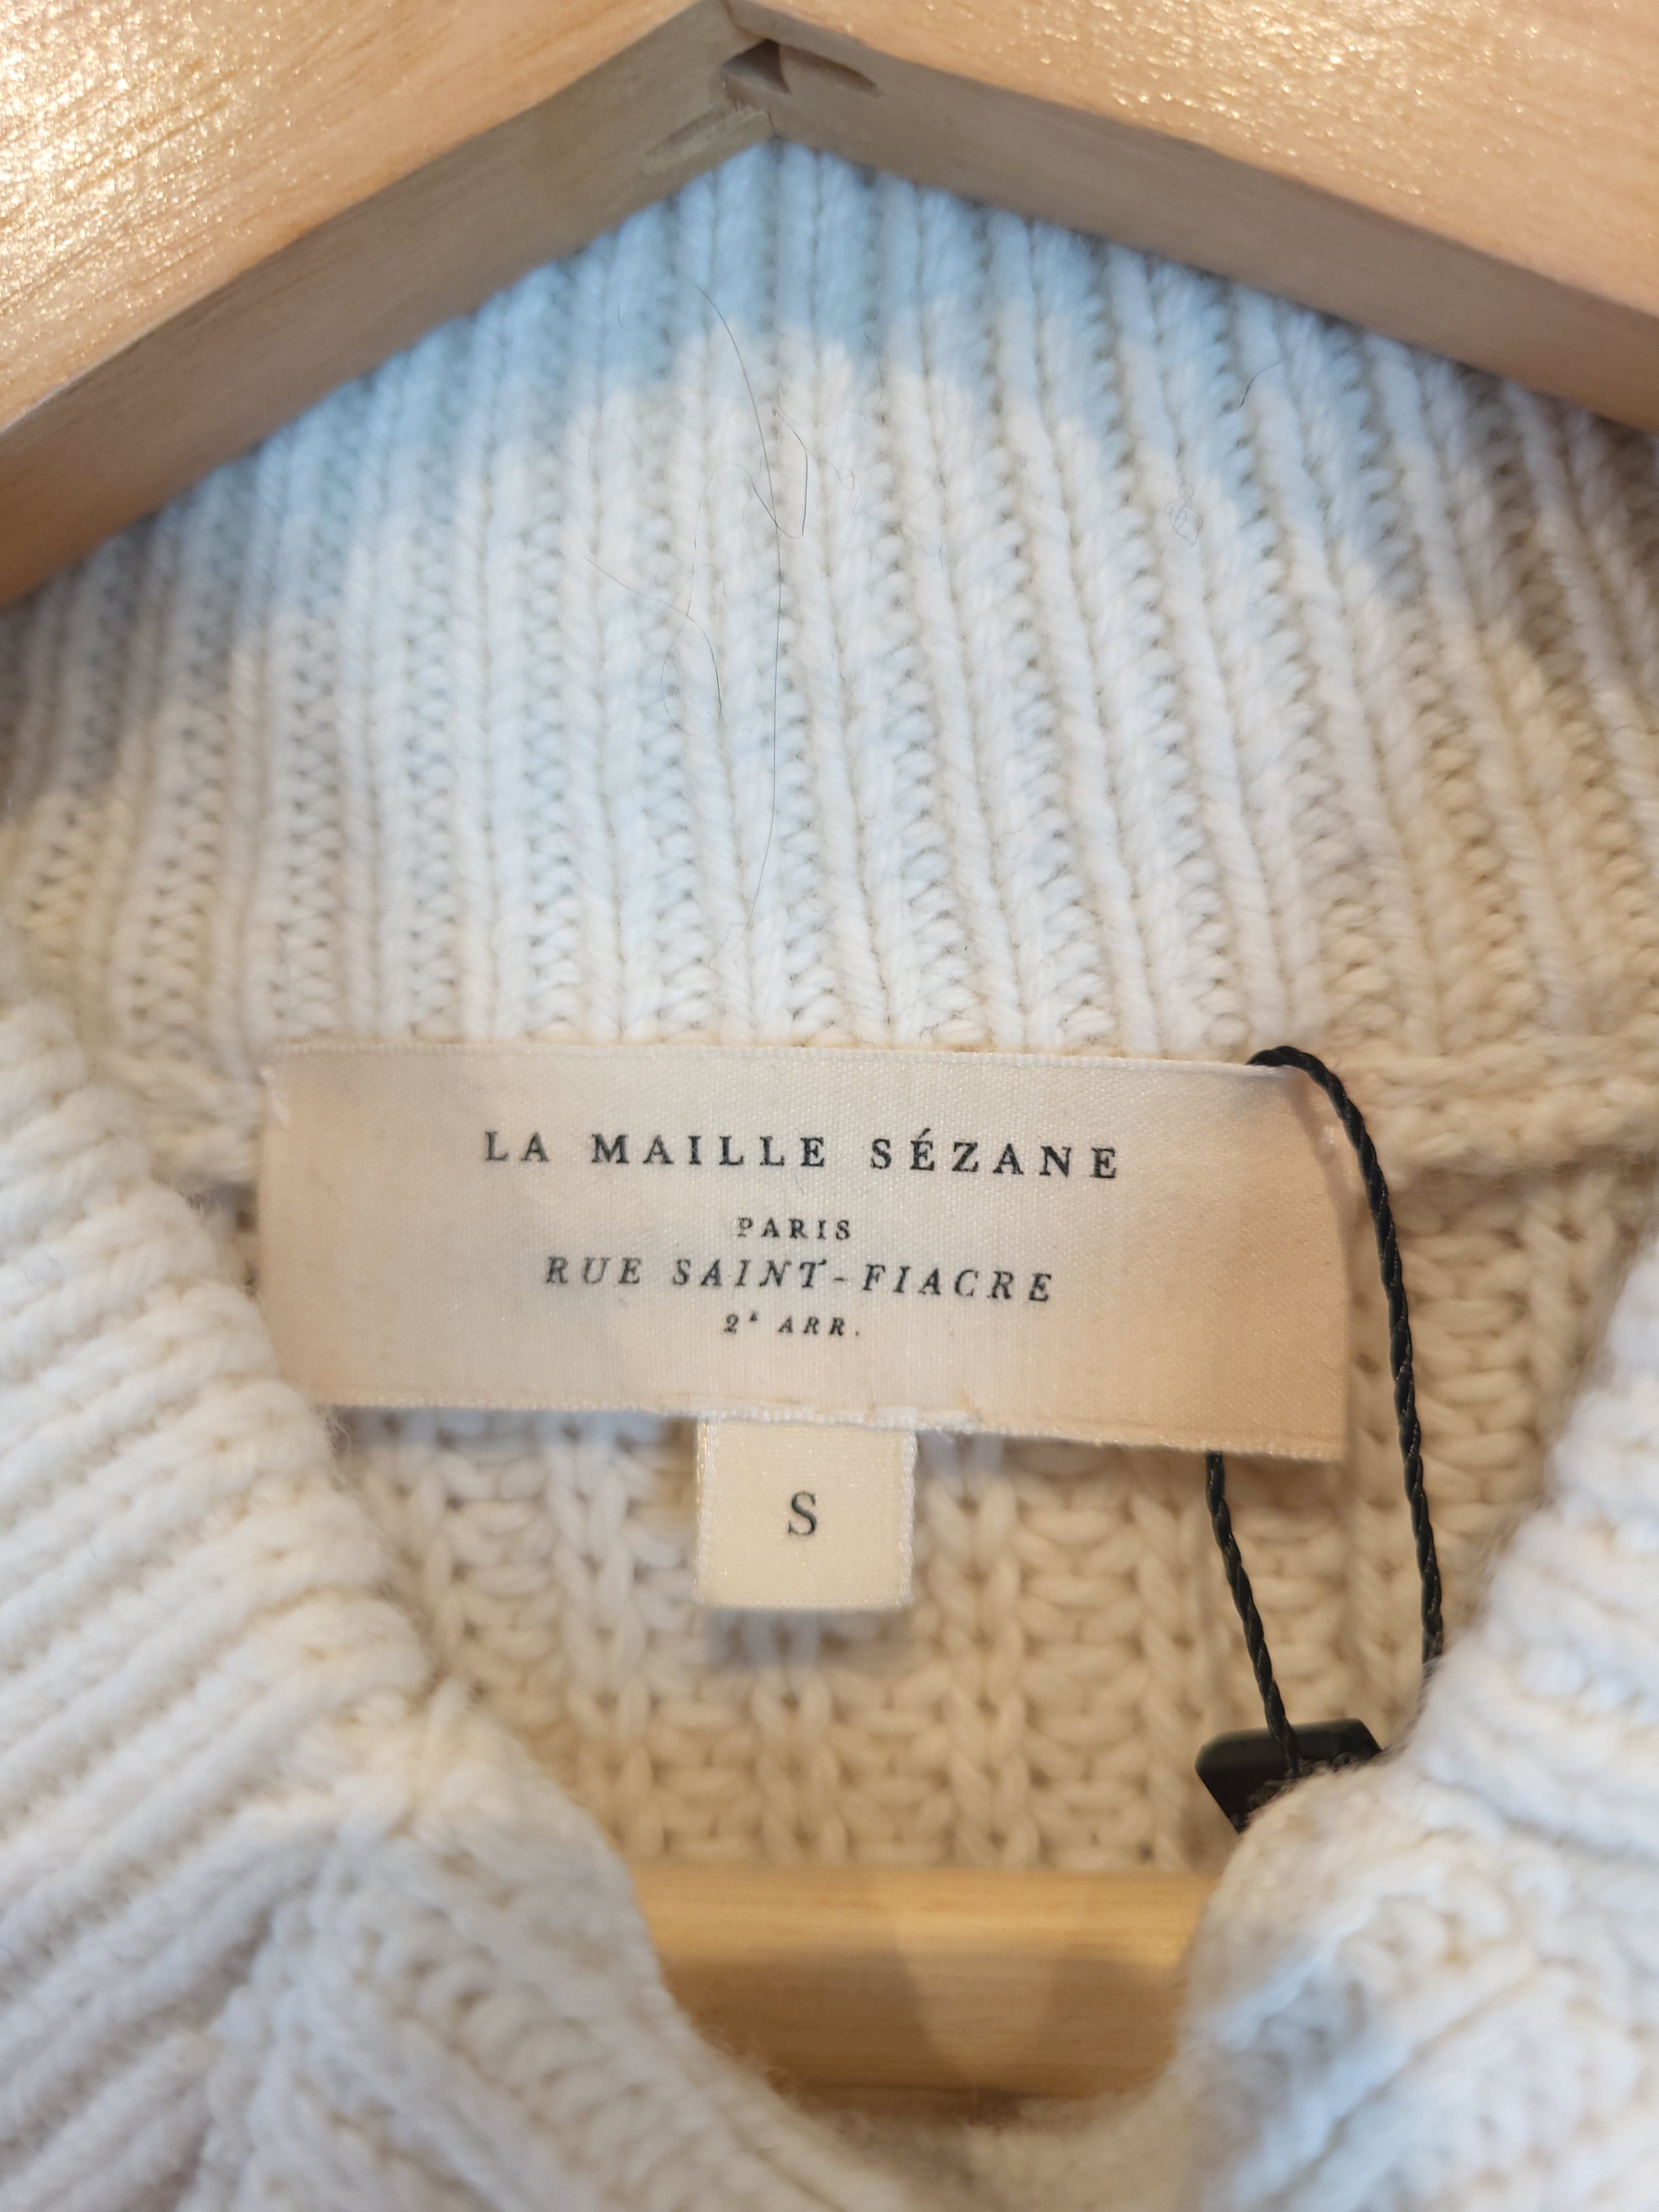 LA MAILLE SÉZANE
PARIS
RUE SAINT-FIACRE
2ᴱ ARR.
S